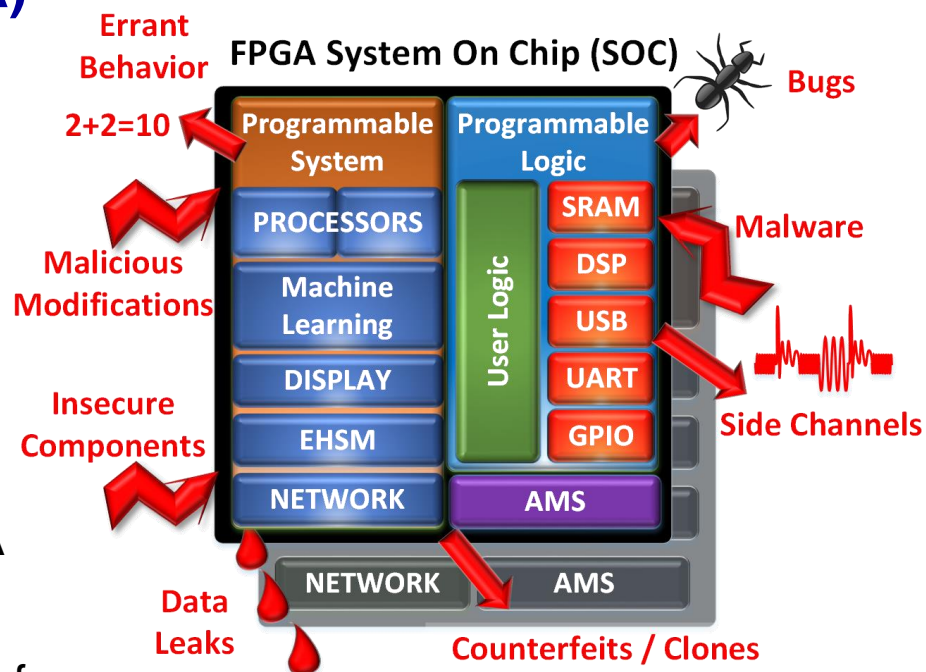 A)
Errant
Behavior
2+2=10
FPGA System On Chip (SOC)
Bugs
Programmable
System
Programmable
Logic
PROCESSORS
Machine
Learning
DISPLAY
EHSM
NETWORK
User Logic
SRAM
DSP
USB
UART
GPIO
AMS
Malicious
Modifications
Malware
Insecure
Components
Side Channels
NETWORK
AMS
Data
Leaks
Counterfeits / Clones